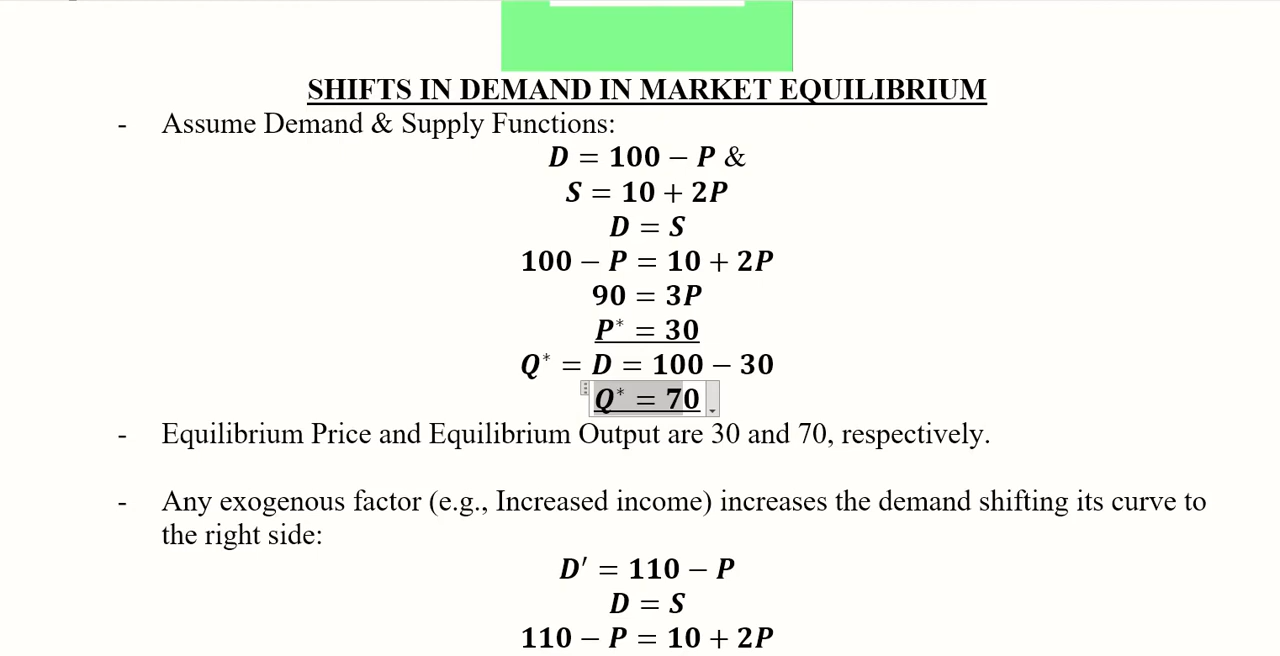 SHIFTS IN DEMAND IN MARKET EQUILIBRIUM
- Assume Demand & Supply Functions:
D = 100 − P &
S = 10 + 2P
D = S
100 − P = 10 + 2P
90 = 3P
P* = 30
Q* = D = 100 − 30
Q* = 70
- Equilibrium Price and Equilibrium Output are 30 and 70, respectively.
- Any exogenous factor (e.g., Increased income) increases the demand shifting its curve to
the right side:
D′ = 110 − P
D = S
110 − P = 10 + 2P